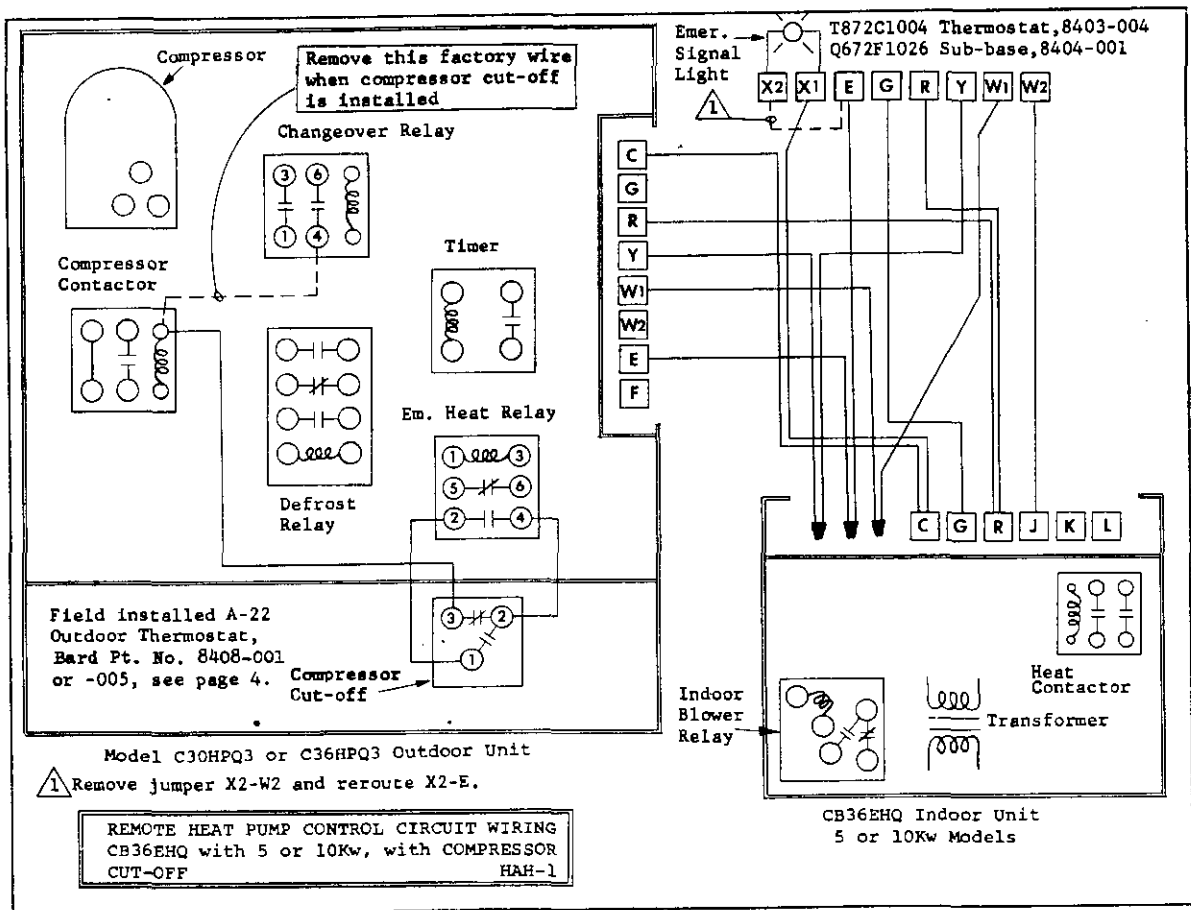 Compressor
Remove this factory wire
when compressor cut-off
is installed
Changeover Relay
3 6
1 4
Timer
Compressor
Contactor
Defrost
Relay
Em. Heat Relay
1 3
5 6
2 4
C
G
R
Y
W1
W2
E
F
Emer.
Signal
Light
T872C1004 Thermostat,8403-004
Q672F1026 Sub-base,8404-001
X2 X1 E G R Y W1 W2
1
Field installed A-22
Outdoor Thermostat,
Bard Pt. No. 8408-001
or -005, see page 4.
Compressor
Cut-off
3 2
1
C G R J K L
Heat
Contactor
Indoor
Blower
Relay
Transformer
CB36EHQ Indoor Unit
5 or 10Kw Models
Model C30HPQ3 or C36HPQ3 Outdoor Unit
1 Remove jumper X2-W2 and reroute X2-E.
REMOTE HEAT PUMP CONTROL CIRCUIT WIRING
CB36EHQ with 5 or 10Kw, with COMPRESSOR
CUT-OFF HAH-1